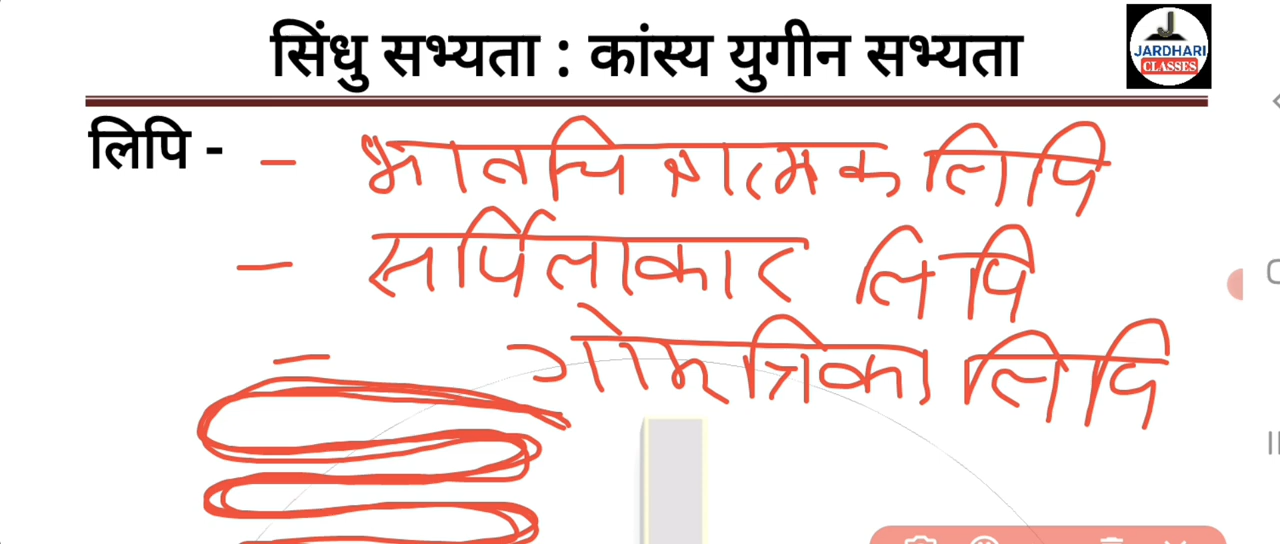 सिंधु सभ्यता : कांस्य युगीन सभ्यता
J
JARDHARI
CLASSES
लिपि - - भावचित्रात्मक लिपि
- सर्पिलाकार लिपि
- गोमूत्रिका लिपि